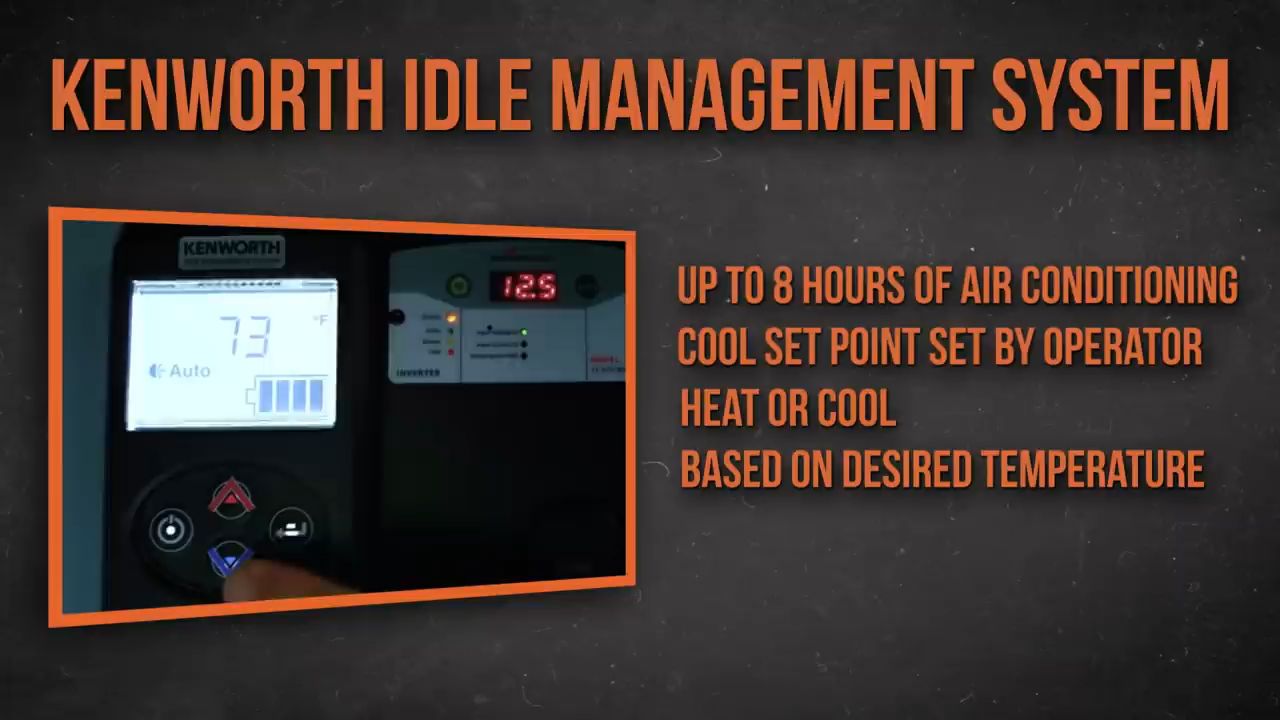 KENWORTH IDLE MANAGEMENT SYSTEM
KENWORTH
73 °F
Auto
12.5
INVERTER
UP TO 8 HOURS OF AIR CONDITIONING
COOL SET POINT SET BY OPERATOR
HEAT OR COOL
BASED ON DESIRED TEMPERATURE